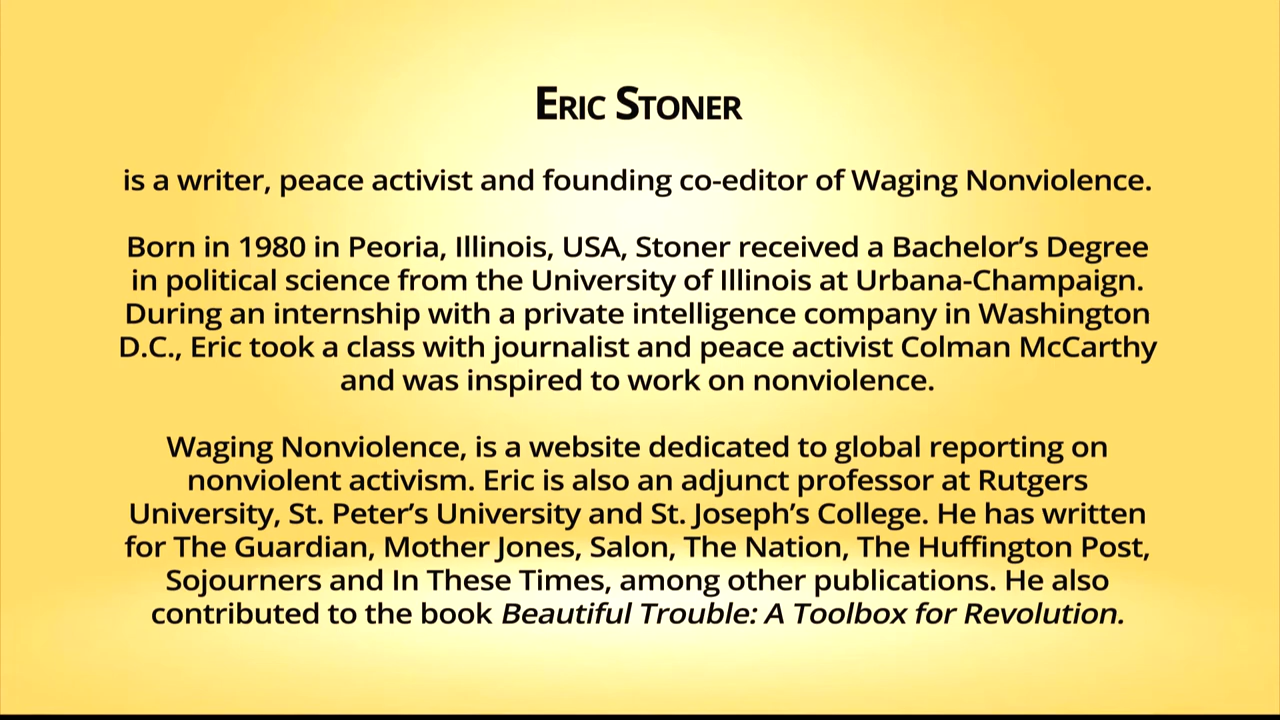 Eric Stoner
is a writer, peace activist and founding co-editor of Waging Nonviolence.
Born in 1980 in Peoria, Illinois, USA, Stoner received a Bachelor’s Degree
in political science from the University of Illinois at Urbana-Champaign.
During an internship with a private intelligence company in Washington
D.C., Eric took a class with journalist and peace activist Colman McCarthy
and was inspired to work on nonviolence.
Waging Nonviolence, is a website dedicated to global reporting on
nonviolent activism. Eric is also an adjunct professor at Rutgers
University, St. Peter’s University and St. Joseph’s College. He has written
for The Guardian, Mother Jones, Salon, The Nation, The Huffington Post,
Sojourners and In These Times, among other publications. He also
contributed to the book Beautiful Trouble: A Toolbox for Revolution.